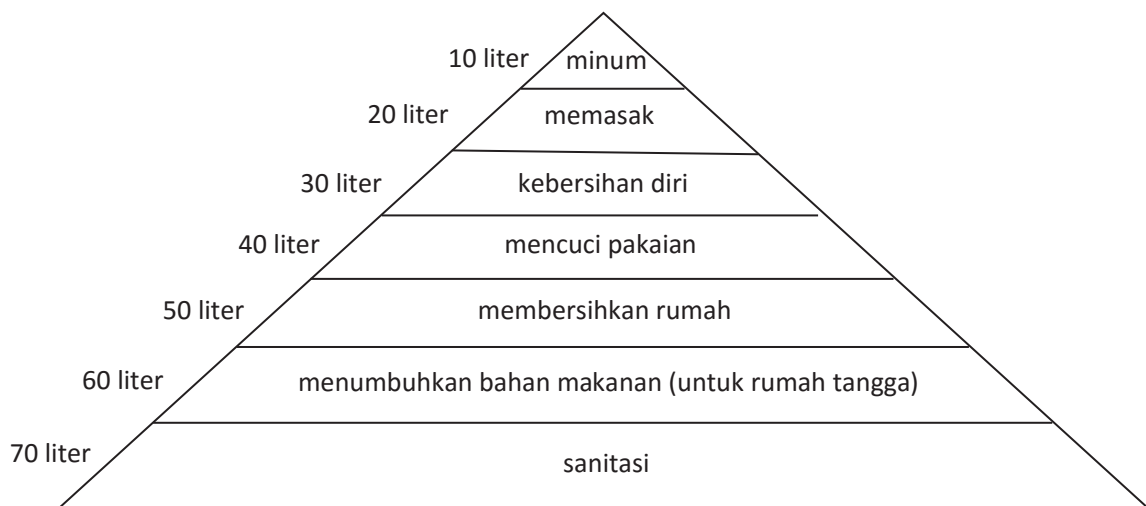 10 liter minum
20 liter memasak
30 liter kebersihan diri
40 liter mencuci pakaian
50 liter membersihkan rumah
60 liter menumbuhkan bahan makanan (untuk rumah tangga)
70 liter sanitasi